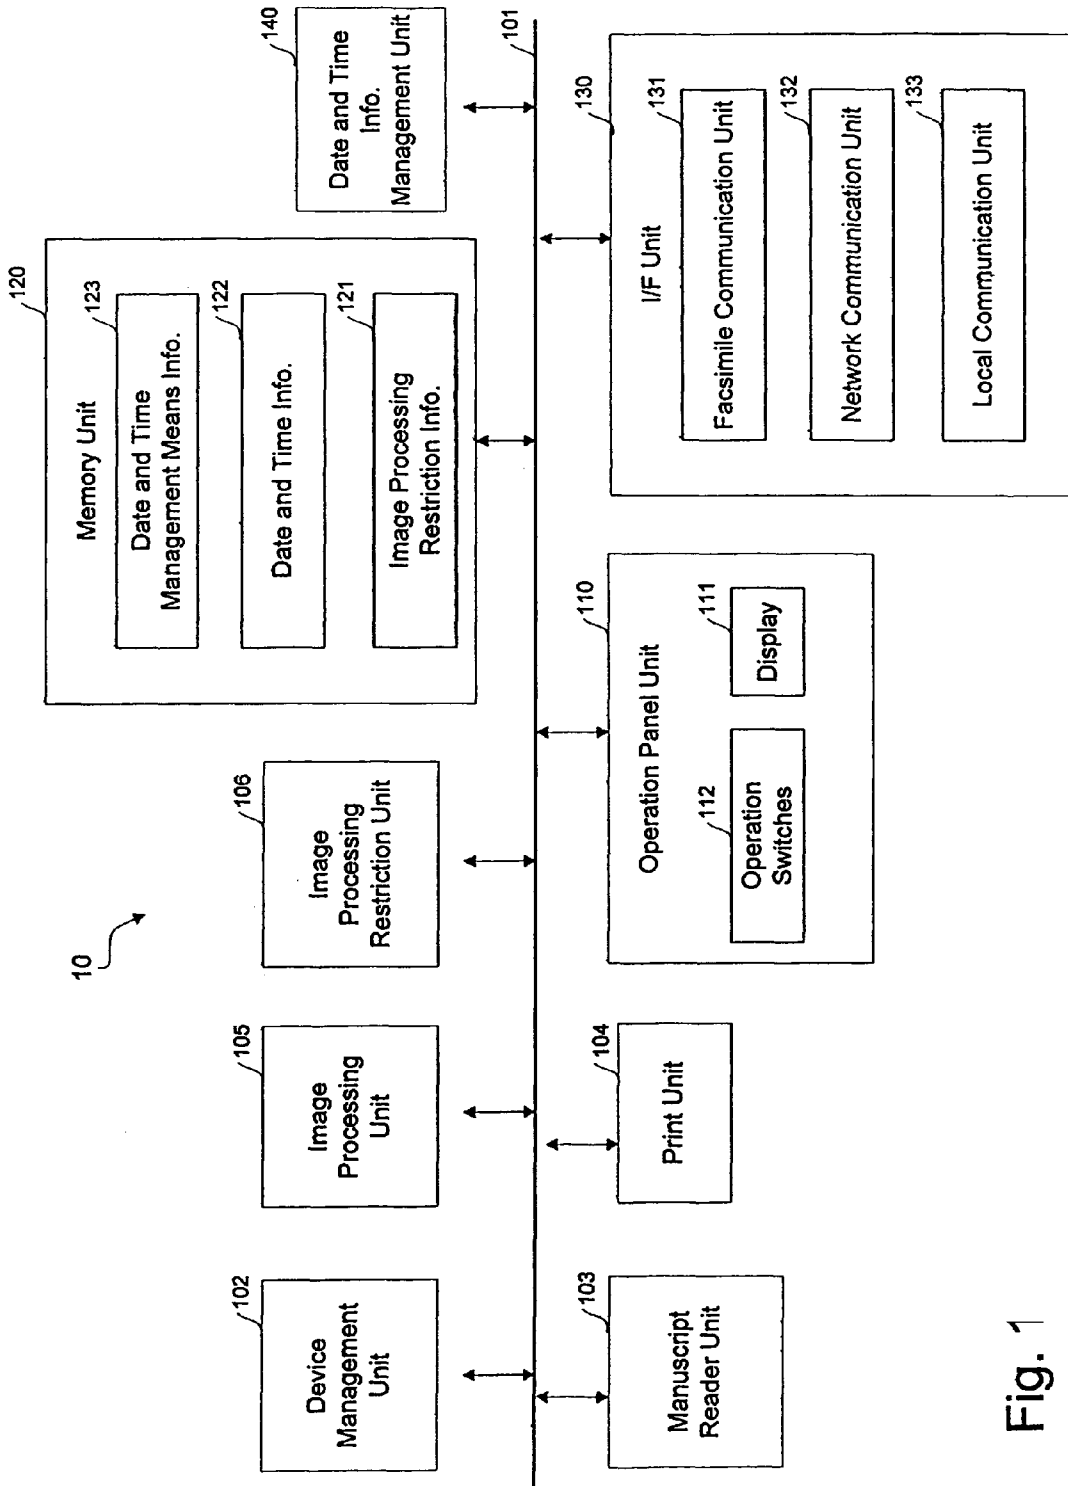 10
102
Device
Management
Unit
105
Image
Processing
Unit
106
Image
Processing
Restriction Unit
120
Memory Unit
123
Date and Time
Management Means Info.
122
Date and Time Info.
121
Image Processing
Restriction Info.
140
Date and Time
Info.
Management Unit
101
103
Manuscript
Reader Unit
104
Print Unit
110
Operation Panel Unit
112
Operation
Switches
111
Display
130
I/F Unit
131
Facsimile Communication Unit
132
Network Communication Unit
133
Local Communication Unit
Fig. 1